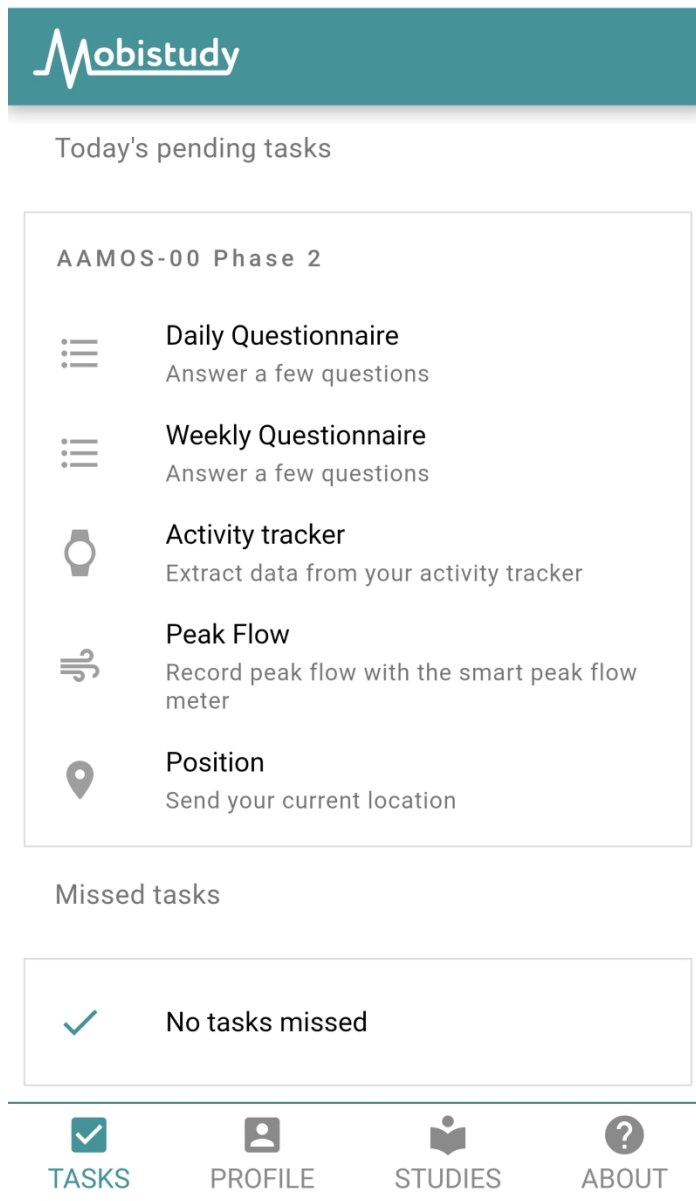 Mobistudy
Today's pending tasks
AAMOS-00 Phase 2
Daily Questionnaire
Answer a few questions
Weekly Questionnaire
Answer a few questions
Activity tracker
Extract data from your activity tracker
Peak Flow
Record peak flow with the smart peak flow
meter
Position
Send your current location
Missed tasks
No tasks missed
TASKS PROFILE STUDIES ABOUT